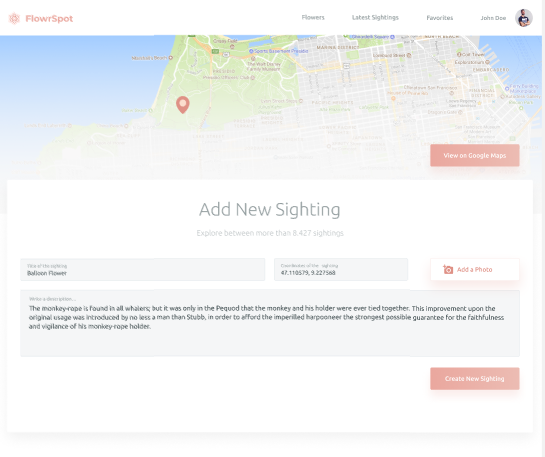 FlowrSpot
Flowers
Latest Sightings
Favorites
John Doe
MARINA DISTRICT
View on Google Maps
Add New Sighting
Explore between more than 8.427 sightings
Title of the sighting
Balloon Flower
Coordinates of the sighting
47.110579, 9.227568
Add a Photo
Write a description...
The monkey-rope is found in all whalers; but it was only in the Pequod that the monkey and his holder were ever tied together. This improvement upon the
original usage was introduced by no less a man than Stubb, in order to afford the imperilled harpooneer the strongest possible guarantee for the faithfulness
and vigilance of his monkey-rope holder.
Create New Sighting